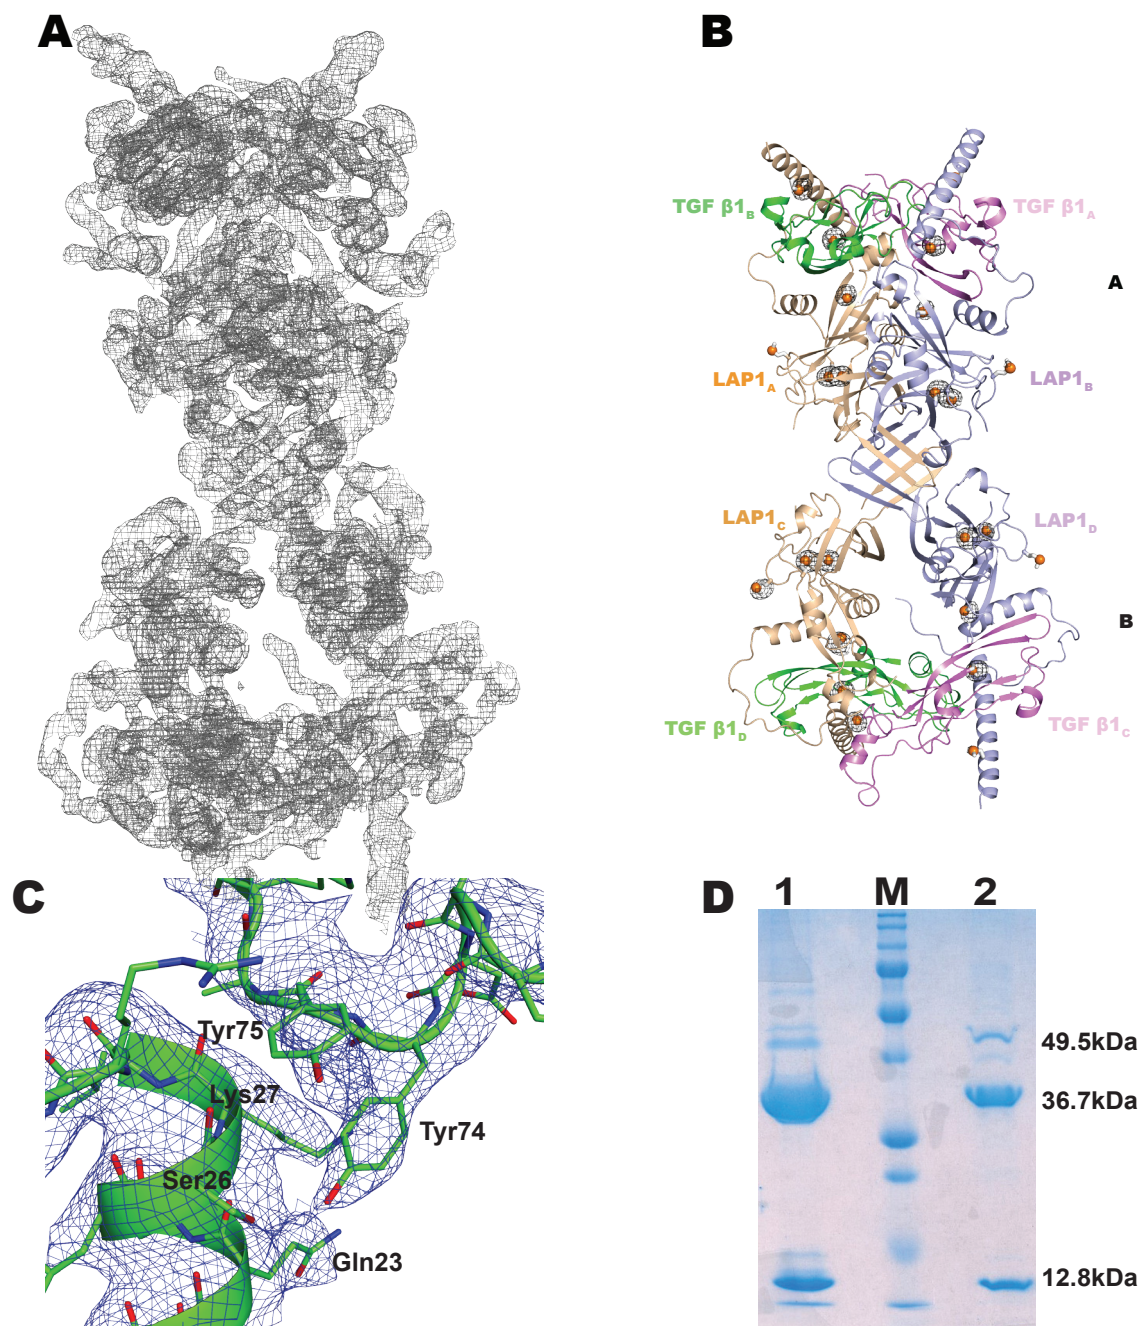 A
B
TGF β1B
TGF β1A
A
LAP1A
LAP1B
LAP1C
LAP1D
B
TGF β1D
TGF β1C
C
Tyr75
Lys27
Tyr74
Ser26
Gln23
D
1 M 2
49.5kDa
36.7kDa
12.8kDa